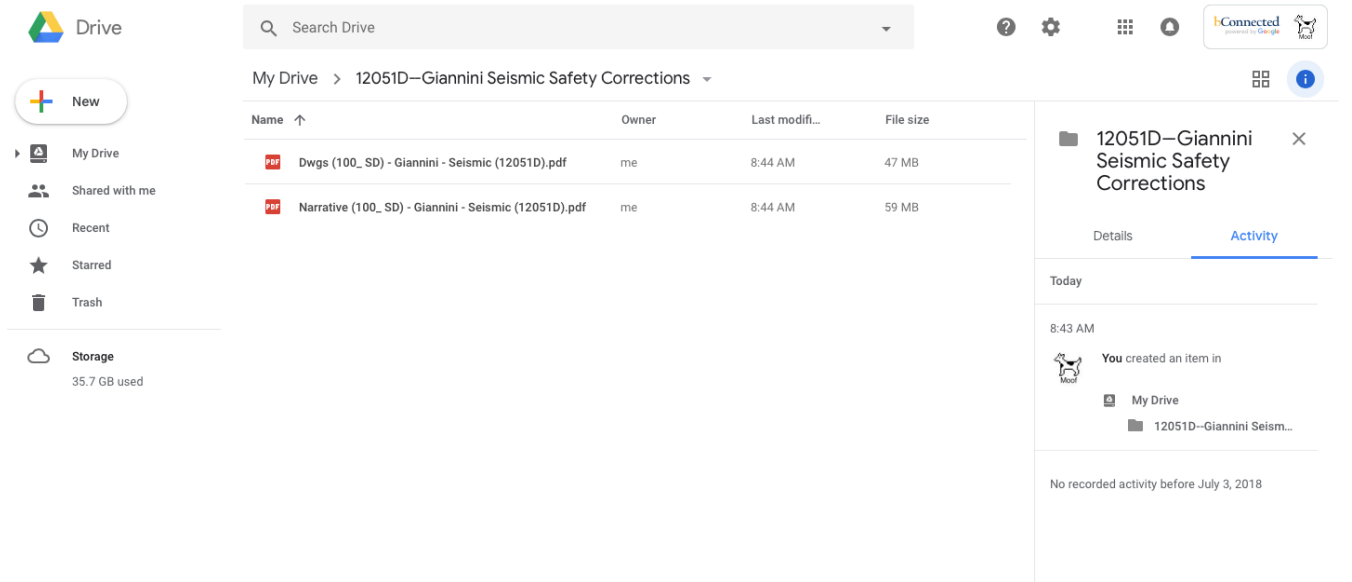 Drive
Search Drive
bConnected
powered by Google
Moof
My Drive > 12051D—Giannini Seismic Safety Corrections
New
My Drive
Shared with me
Recent
Starred
Trash
Storage
35.7 GB used
Name Owner Last modifi... File size
PDF Dwgs (100_ SD) - Giannini - Seismic (12051D).pdf me 8:44 AM 47 MB
PDF Narrative (100_ SD) - Giannini - Seismic (12051D).pdf me 8:44 AM 59 MB
12051D—Giannini
Seismic Safety
Corrections
Details Activity
Today
8:43 AM
You created an item in
Moof
My Drive
12051D--Giannini Seism...
No recorded activity before July 3, 2018